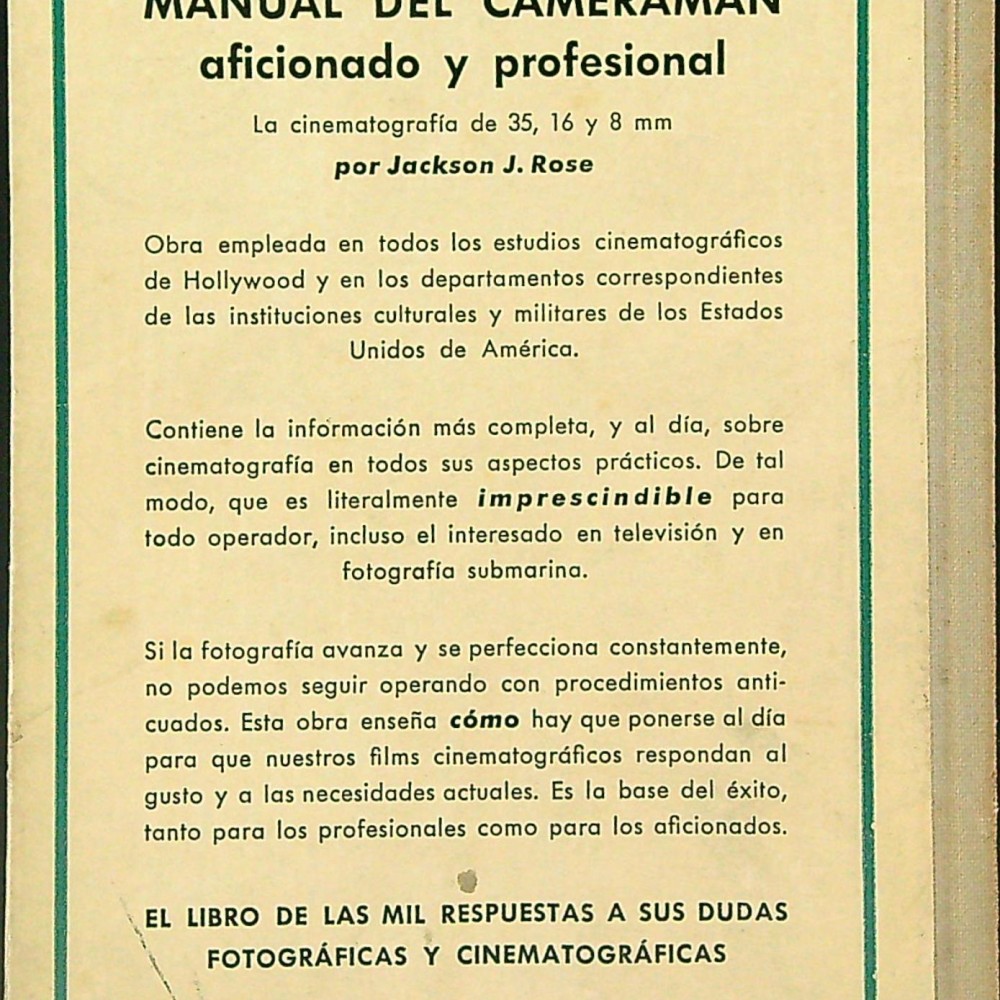 MANUAL DEL CAMERAMAN
aficionado y profesional
La cinematografía de 35, 16 y 8 mm
por Jackson J. Rose
Obra empleada en todos los estudios cinematográficos
de Hollywood y en los departamentos correspondientes
de las instituciones culturales y militares de los Estados
Unidos de América.
Contiene la información más completa, y al día, sobre
cinematografía en todos sus aspectos prácticos. De tal
modo, que es literalmente imprescindible para
todo operador, incluso el interesado en televisión y en
fotografía submarina.
Si la fotografía avanza y se perfecciona constantemente,
no podemos seguir operando con procedimientos anti-
cuados. Esta obra enseña cómo hay que ponerse al día
para que nuestros films cinematográficos respondan al
gusto y a las necesidades actuales. Es la base del éxito,
tanto para los profesionales como para los aficionados.
EL LIBRO DE LAS MIL RESPUESTAS A SUS DUDAS
FOTOGRÁFICAS Y CINEMATOGRÁFICAS